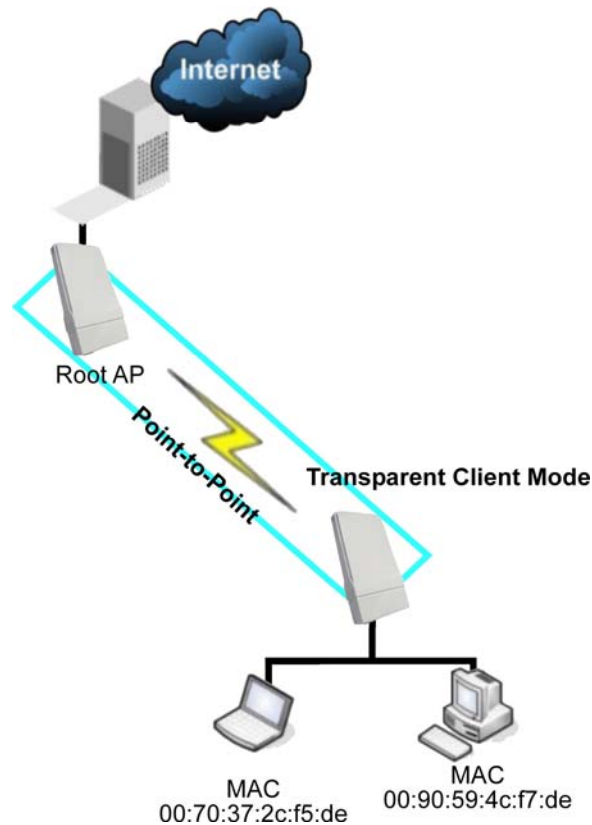 Internet
Root AP
Point-to-Point
Transparent Client Mode
MAC
00:70:37:2c:f5:de
MAC
00:90:59:4c:f7:de